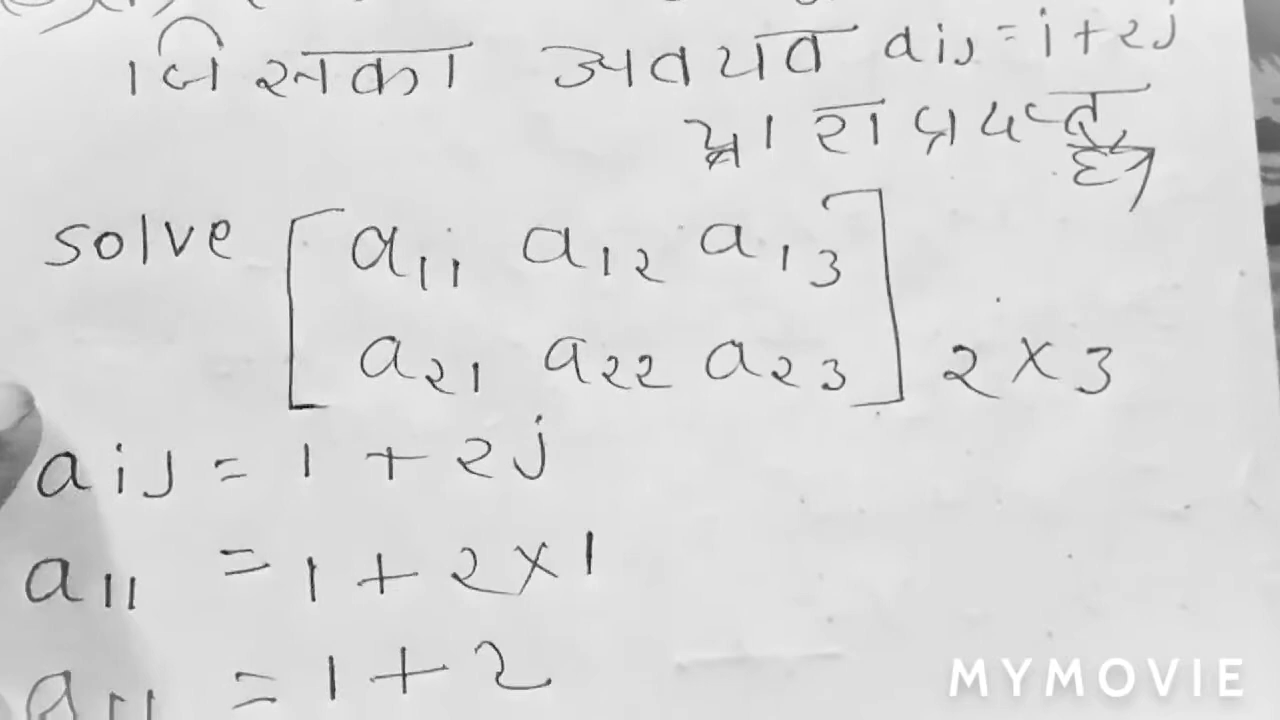 जिसका अवयव aij = i + 2j
द्वारा प्रदत्त है
solve [ a11 a12 a13
a21 a22 a23 ] 2 × 3
aij = 1 + 2j
a11 = 1 + 2 × 1
a11 = 1 + 2
MYMOVIE